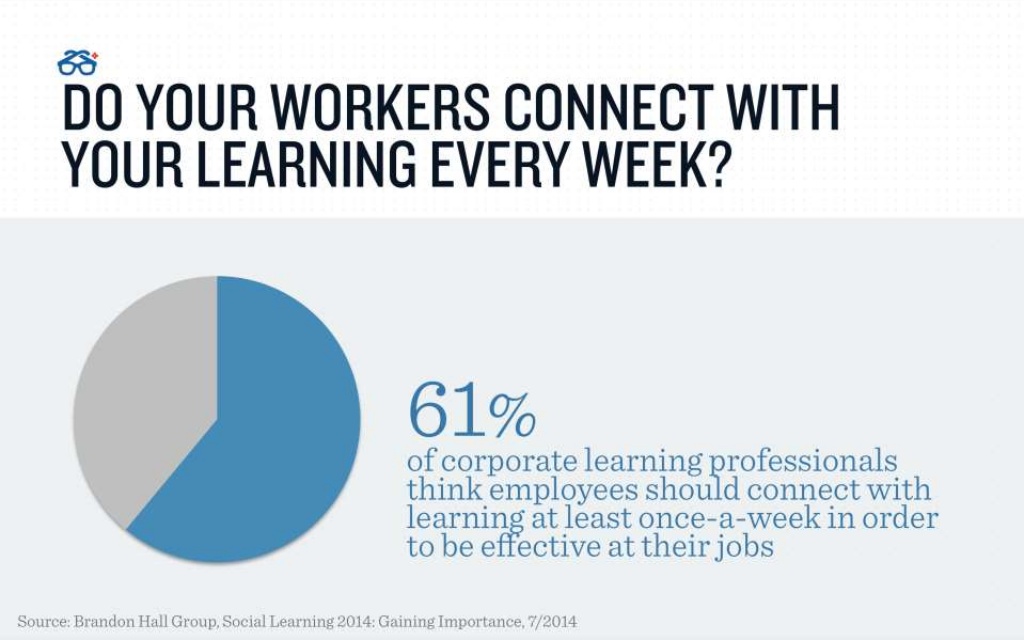 DO YOUR WORKERS CONNECT WITH
YOUR LEARNING EVERY WEEK?
61%
of corporate learning professionals
think employees should connect with
learning at least once-a-week in order
to be effective at their jobs
Source: Brandon Hall Group, Social Learning 2014: Gaining Importance, 7/2014